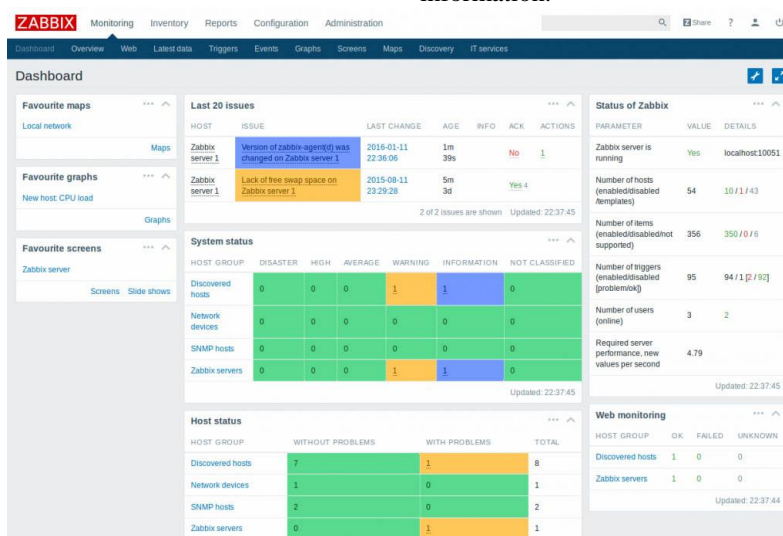 information.
ZABBIX Monitoring Inventory Reports Configuration Administration Z Share ?
Dashboard Overview Web Latest data Triggers Events Graphs Screens Maps Discovery IT services
Dashboard
Favourite maps
Local network
Maps
Favourite graphs
New host: CPU load
Graphs
Favourite screens
Zabbix server
Screens Slide shows
Last 20 issues
HOST ISSUE LAST CHANGE AGE INFO ACK ACTIONS
Zabbix server 1 Version of zabbix-agent(d) was changed on Zabbix server 1 2016-01-11 22:36:06 1m 39s No 1
Zabbix server 1 Lack of free swap space on Zabbix server 1 2015-08-11 23:29:28 5m 3d Yes 4
2 of 2 issues are shown Updated: 22:37:45
System status
HOST GROUP DISASTER HIGH AVERAGE WARNING INFORMATION NOT CLASSIFIED
Discovered hosts 0 0 0 1 1 0
Network devices 0 0 0 0 0 0
SNMP hosts 0 0 0 0 0 0
Zabbix servers 0 0 0 1 1 0
Updated: 22:37:45
Host status
HOST GROUP WITHOUT PROBLEMS WITH PROBLEMS TOTAL
Discovered hosts 7 1 8
Network devices 1 0 1
SNMP hosts 2 0 2
Zabbix servers 0 1 1
Status of Zabbix
PARAMETER VALUE DETAILS
Zabbix server is running Yes localhost:10051
Number of hosts (enabled/disabled/templates) 54 10 / 1 / 43
Number of items (enabled/disabled/not supported) 356 350 / 0 / 6
Number of triggers (enabled/disabled [problem/ok]) 95 94 / 1 [2 / 92]
Number of users (online) 3 2
Required server performance, new values per second 4.79
Updated: 22:37:45
Web monitoring
HOST GROUP OK FAILED UNKNOWN
Discovered hosts 1 0 0
Zabbix servers 1 0 0
Updated: 22:37:44